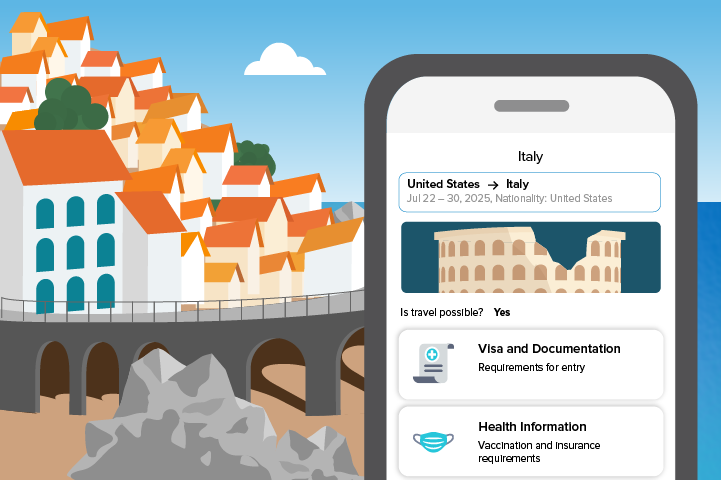 Italy
United States → Italy
Jul 22 – 30, 2025, Nationality: United States
Is travel possible? Yes
Visa and Documentation
Requirements for entry
Health Information
Vaccination and insurance
requirements